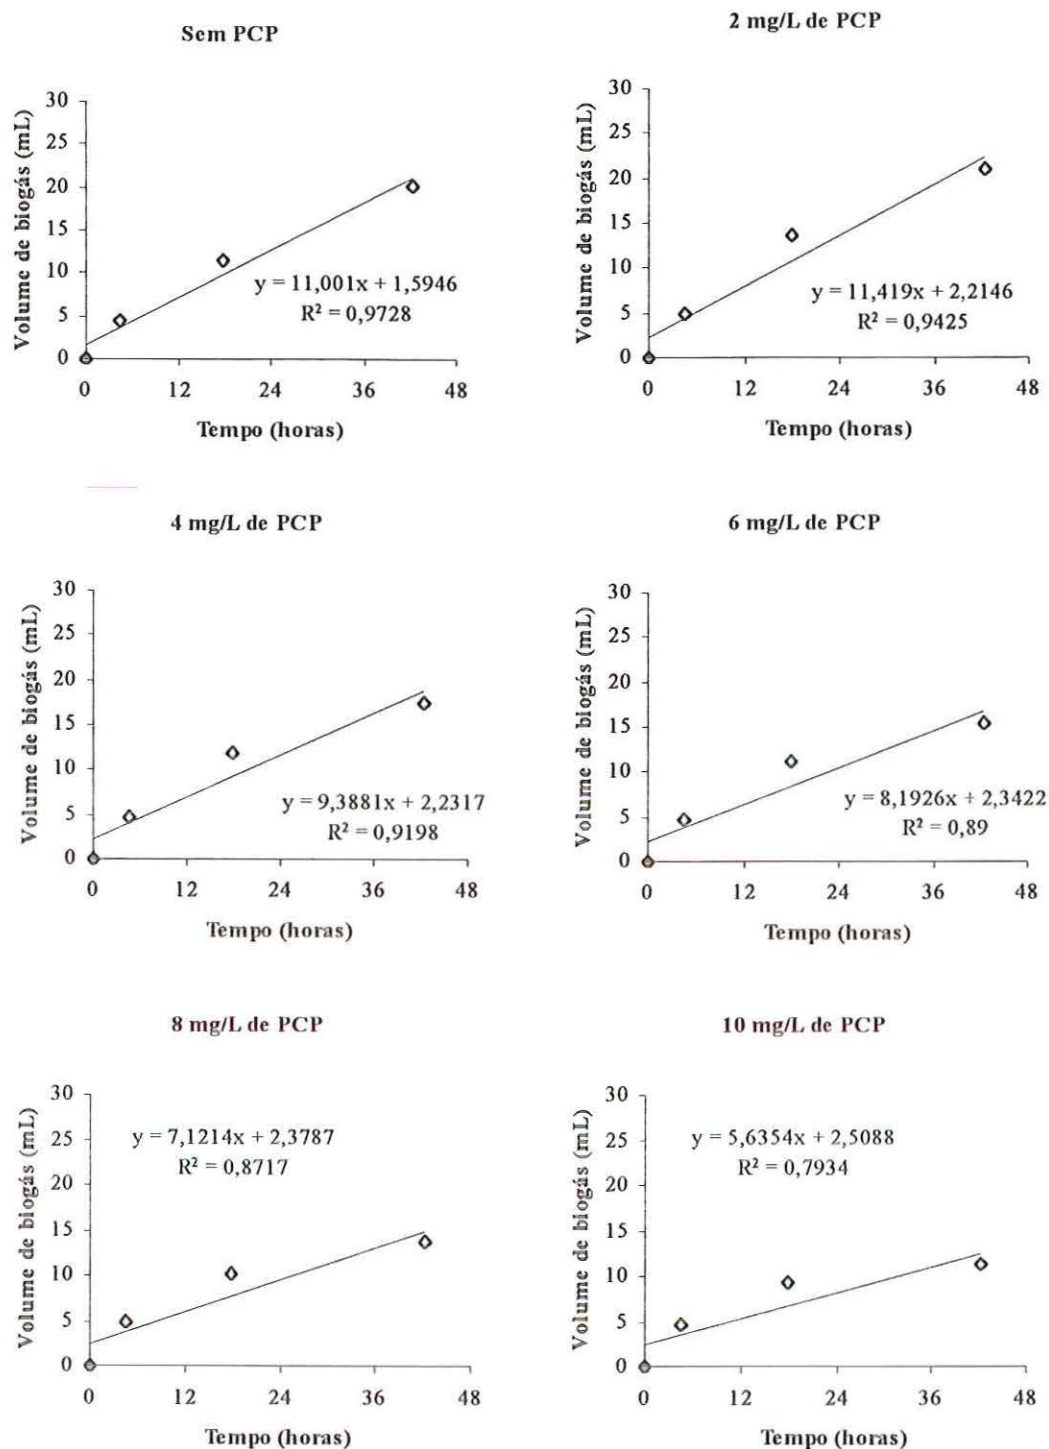 Sem PCP
Volume de biogás (mL)
30
25
20
15
10
5
0
y = 11,001x + 1,5946
R² = 0,9728
0 12 24 36 48
Tempo (horas)
2 mg/L de PCP
Volume de biogás (mL)
30
25
20
15
10
5
0
y = 11,419x + 2,2146
R² = 0,9425
0 12 24 36 48
Tempo (horas)
4 mg/L de PCP
Volume de biogás (mL)
30
25
20
15
10
5
0
y = 9,3881x + 2,2317
R² = 0,9198
0 12 24 36 48
Tempo (horas)
6 mg/L de PCP
Volume de biogás (mL)
30
25
20
15
10
5
0
y = 8,1926x + 2,3422
R² = 0,89
0 12 24 36 48
Tempo (horas)
8 mg/L de PCP
Volume de biogás (mL)
30
25
20
15
10
5
0
y = 7,1214x + 2,3787
R² = 0,8717
0 12 24 36 48
Tempo (horas)
10 mg/L de PCP
Volume de biogás (mL)
30
25
20
15
10
5
0
y = 5,6354x + 2,5088
R² = 0,7934
0 12 24 36 48
Tempo (horas)